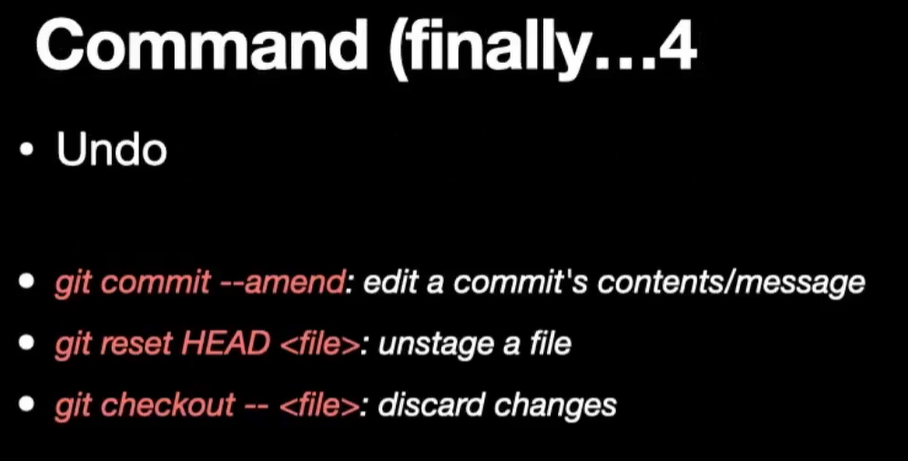 Command (finally...4
• Undo
• git commit --amend: edit a commit's contents/message
• git reset HEAD <file>: unstage a file
• git checkout -- <file>: discard changes